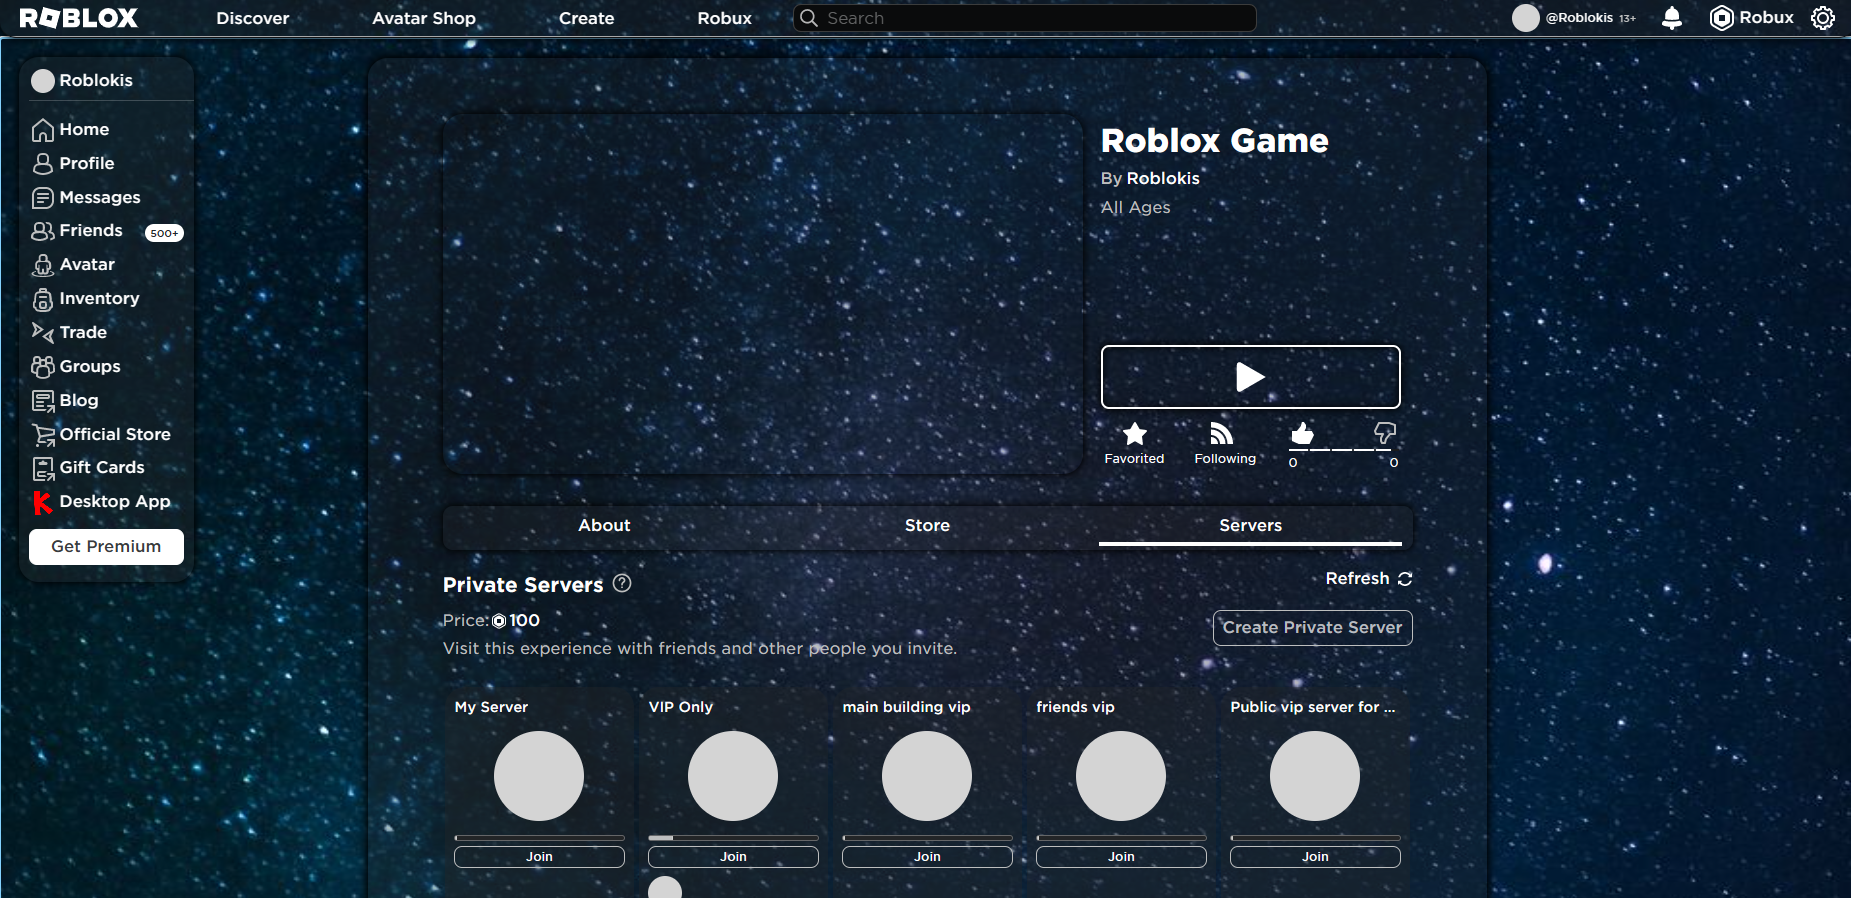 ROBLOX Discover Avatar Shop Create Robux Search @Roblokis 13+ Robux
Roblokis
Home
Profile
Messages
Friends 500+
Avatar
Inventory
Trade
Groups
Blog
Official Store
Gift Cards
Desktop App
Get Premium
Roblox Game
By Roblokis
All Ages
Favorited Following 0 0
About Store Servers
Private Servers ? Refresh
Price: 100
Create Private Server
Visit this experience with friends and other people you invite.
My Server VIP Only main building vip friends vip Public vip server for ...
Join Join Join Join Join